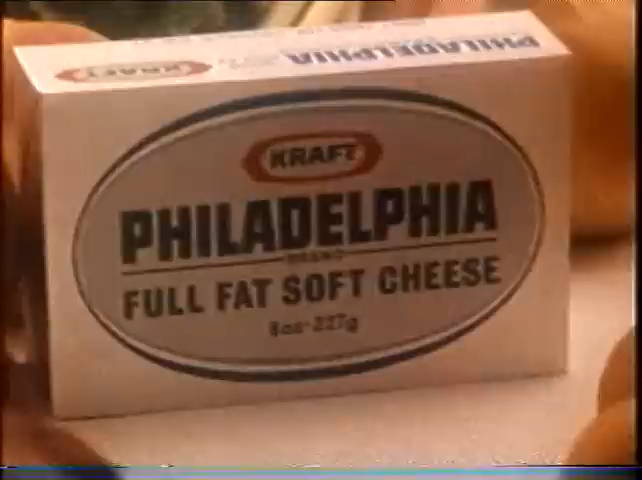 KRAFT
PHILADELPHIA
KRAFT
PHILADELPHIA
BRAND
FULL FAT SOFT CHEESE
8oz-227g